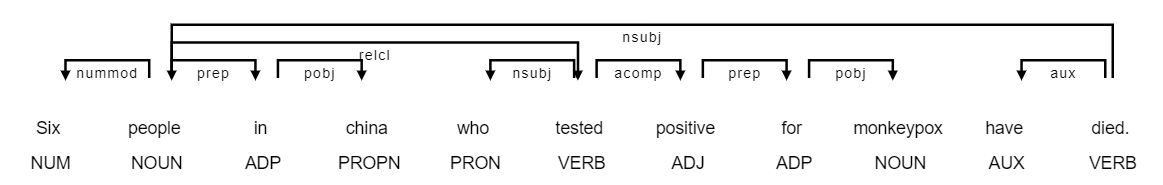 nsubj
relcl
nummod prep pobj nsubj acomp prep pobj aux
Six people in china who tested positive for monkeypox have died.
NUM NOUN ADP PROPN PRON VERB ADJ ADP NOUN AUX VERB